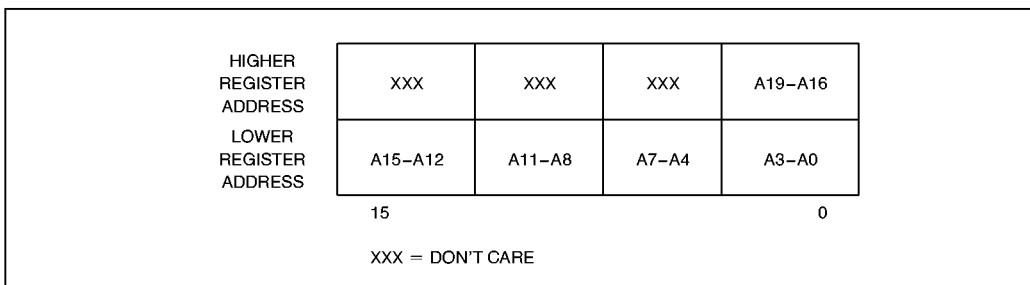 HIGHER
REGISTER
ADDRESS
XXX XXX XXX A19–A16
LOWER
REGISTER
ADDRESS
A15–A12 A11–A8 A7–A4 A3–A0
15 0
XXX = DON'T CARE